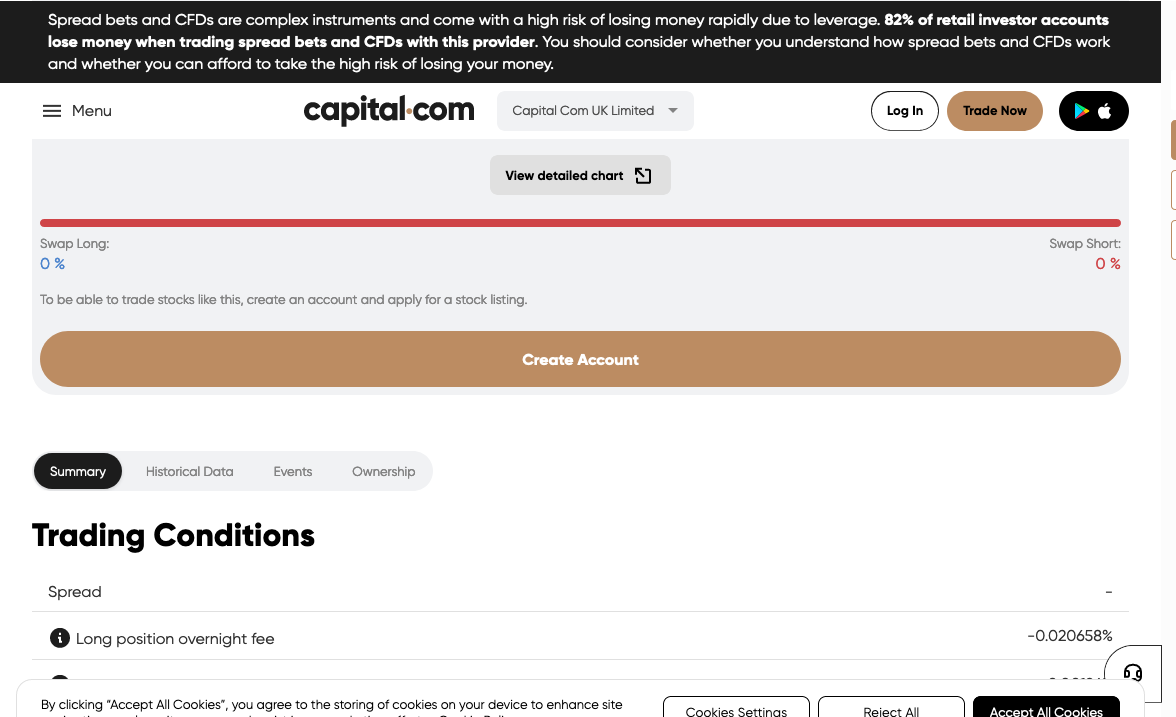 Spread bets and CFDs are complex instruments and come with a high risk of losing money rapidly due to leverage. 82% of retail investor accounts
lose money when trading spread bets and CFDs with this provider. You should consider whether you understand how spread bets and CFDs work
and whether you can afford to take the high risk of losing your money.
Menu
capital.com
Capital Com UK Limited
Log In
Trade Now
View detailed chart
Swap Long:
Swap Short:
0 %
0 %
To be able to trade stocks like this, create an account and apply for a stock listing.
Create Account
Summary
Historical Data
Events
Ownership
Trading Conditions
Spread
-
Long position overnight fee
-0.020658%
By clicking “Accept All Cookies”, you agree to the storing of cookies on your device to enhance site
Cookies Settings
Reject All
Accept All Cookies